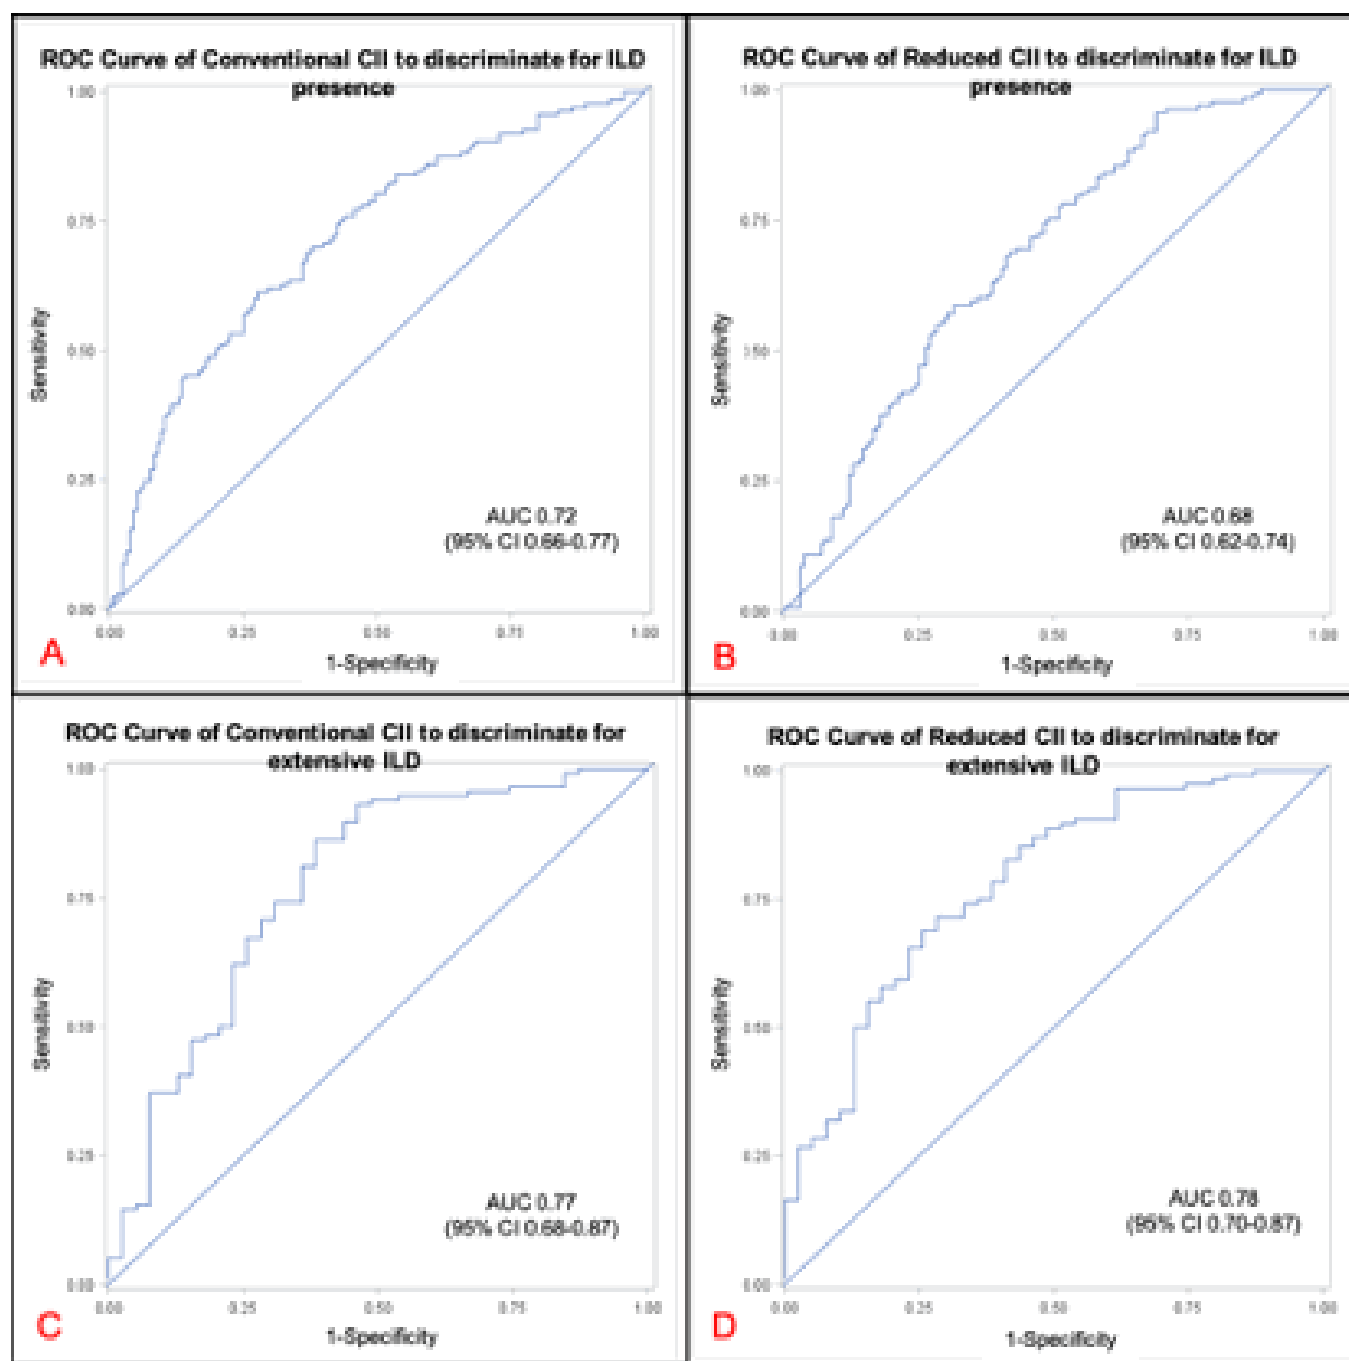 ROC Curve of Conventional CII to discriminate for ILD
presence
1.00
0.75
0.50
0.25
0.00
Sensitivity
0.00 0.25 0.50 0.75 1.00
1-Specificity
AUC 0.72
(95% CI 0.66-0.77)
A
ROC Curve of Reduced CII to discriminate for ILD
presence
1.00
0.75
0.50
0.25
0.00
Sensitivity
0.00 0.25 0.50 0.75 1.00
1-Specificity
AUC 0.68
(95% CI 0.62-0.74)
B
ROC Curve of Conventional CII to discriminate for
extensive ILD
1.00
0.75
0.50
0.25
0.00
Sensitivity
0.00 0.25 0.50 0.75 1.00
1-Specificity
AUC 0.77
(95% CI 0.68-0.87)
C
ROC Curve of Reduced CII to discriminate for
extensive ILD
1.00
0.75
0.50
0.25
0.00
Sensitivity
0.00 0.25 0.50 0.75 1.00
1-Specificity
AUC 0.78
(95% CI 0.70-0.87)
D